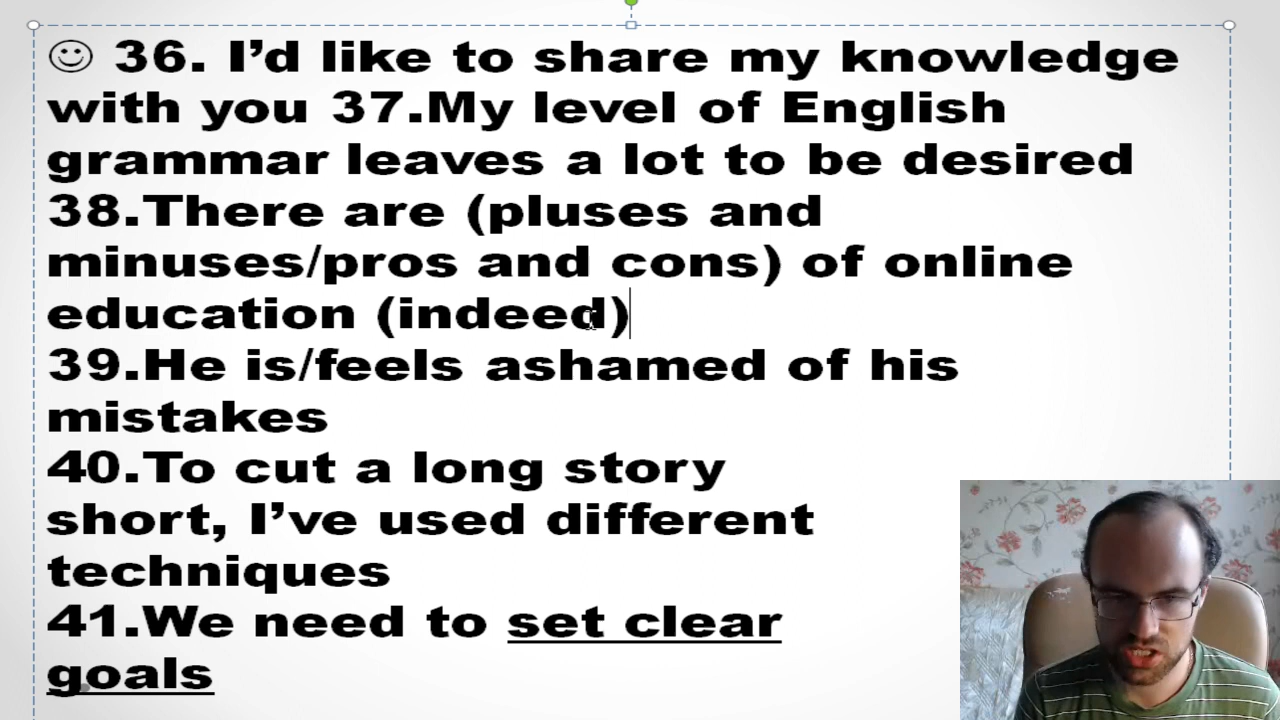 ☺ 36. I’d like to share my knowledge
with you 37.My level of English
grammar leaves a lot to be desired
38.There are (pluses and
minuses/pros and cons) of online
education (indeed)
39.He is/feels ashamed of his
mistakes
40.To cut a long story
short, I’ve used different
techniques
41.We need to set clear
goals